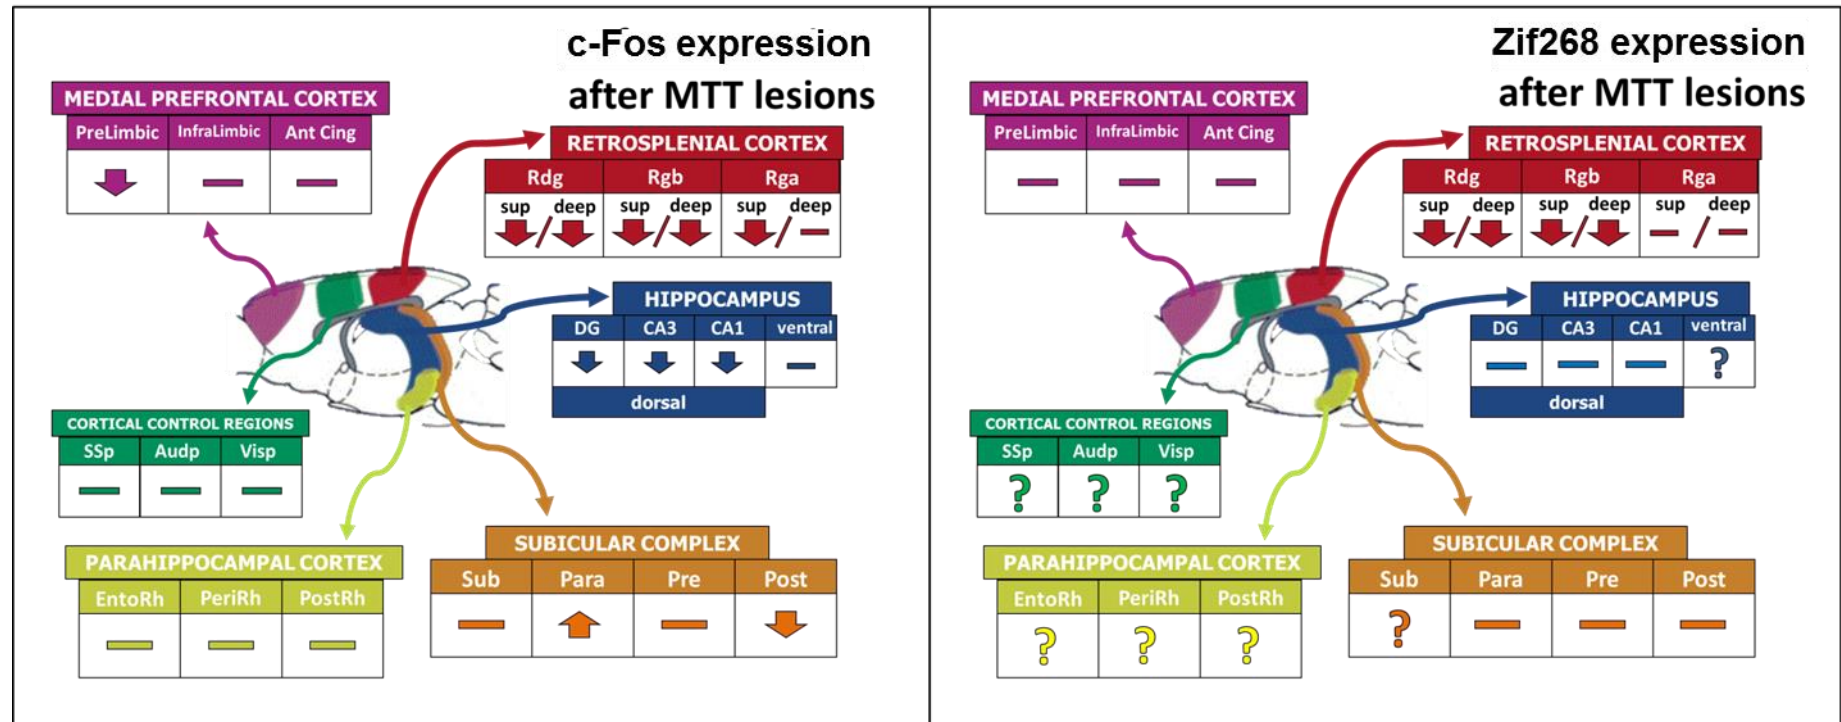 c-Fos expression
after MTT lesions
MEDIAL PREFRONTAL CORTEX
PreLimbic InfraLimbic Ant Cing
RETROSPLENIAL CORTEX
Rdg Rgb Rga
sup deep sup deep sup deep
/ / /
HIPPOCAMPUS
DG CA3 CA1 ventral
dorsal
CORTICAL CONTROL REGIONS
SSp Audp Visp
PARAHIPPOCAMPAL CORTEX
EntoRh PeriRh PostRh
SUBICULAR COMPLEX
Sub Para Pre Post
Zif268 expression
after MTT lesions
MEDIAL PREFRONTAL CORTEX
PreLimbic InfraLimbic Ant Cing
RETROSPLENIAL CORTEX
Rdg Rgb Rga
sup deep sup deep sup deep
/ / /
HIPPOCAMPUS
DG CA3 CA1 ventral
?
dorsal
CORTICAL CONTROL REGIONS
SSp Audp Visp
? ? ?
PARAHIPPOCAMPAL CORTEX
EntoRh PeriRh PostRh
? ? ?
SUBICULAR COMPLEX
Sub Para Pre Post
?